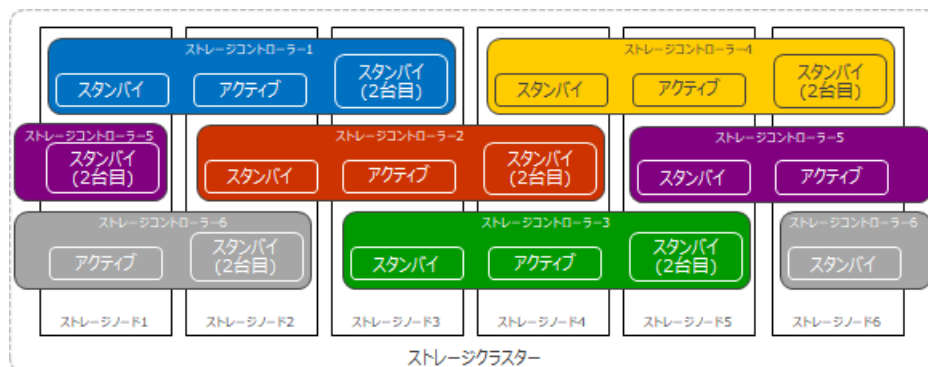 ストレージコントローラー1
スタンバイ
アクティブ
スタンバイ
(2台目)
ストレージコントローラー4
スタンバイ
アクティブ
スタンバイ
(2台目)
ストレージコントローラー5
スタンバイ
(2台目)
ストレージコントローラー2
スタンバイ
アクティブ
スタンバイ
(2台目)
ストレージコントローラー5
スタンバイ
アクティブ
ストレージコントローラー6
アクティブ
スタンバイ
(2台目)
ストレージコントローラー3
スタンバイ
アクティブ
スタンバイ
(2台目)
ストレージコントローラー6
スタンバイ
ストレージノード1
ストレージノード2
ストレージノード3
ストレージノード4
ストレージノード5
ストレージノード6
ストレージクラスター